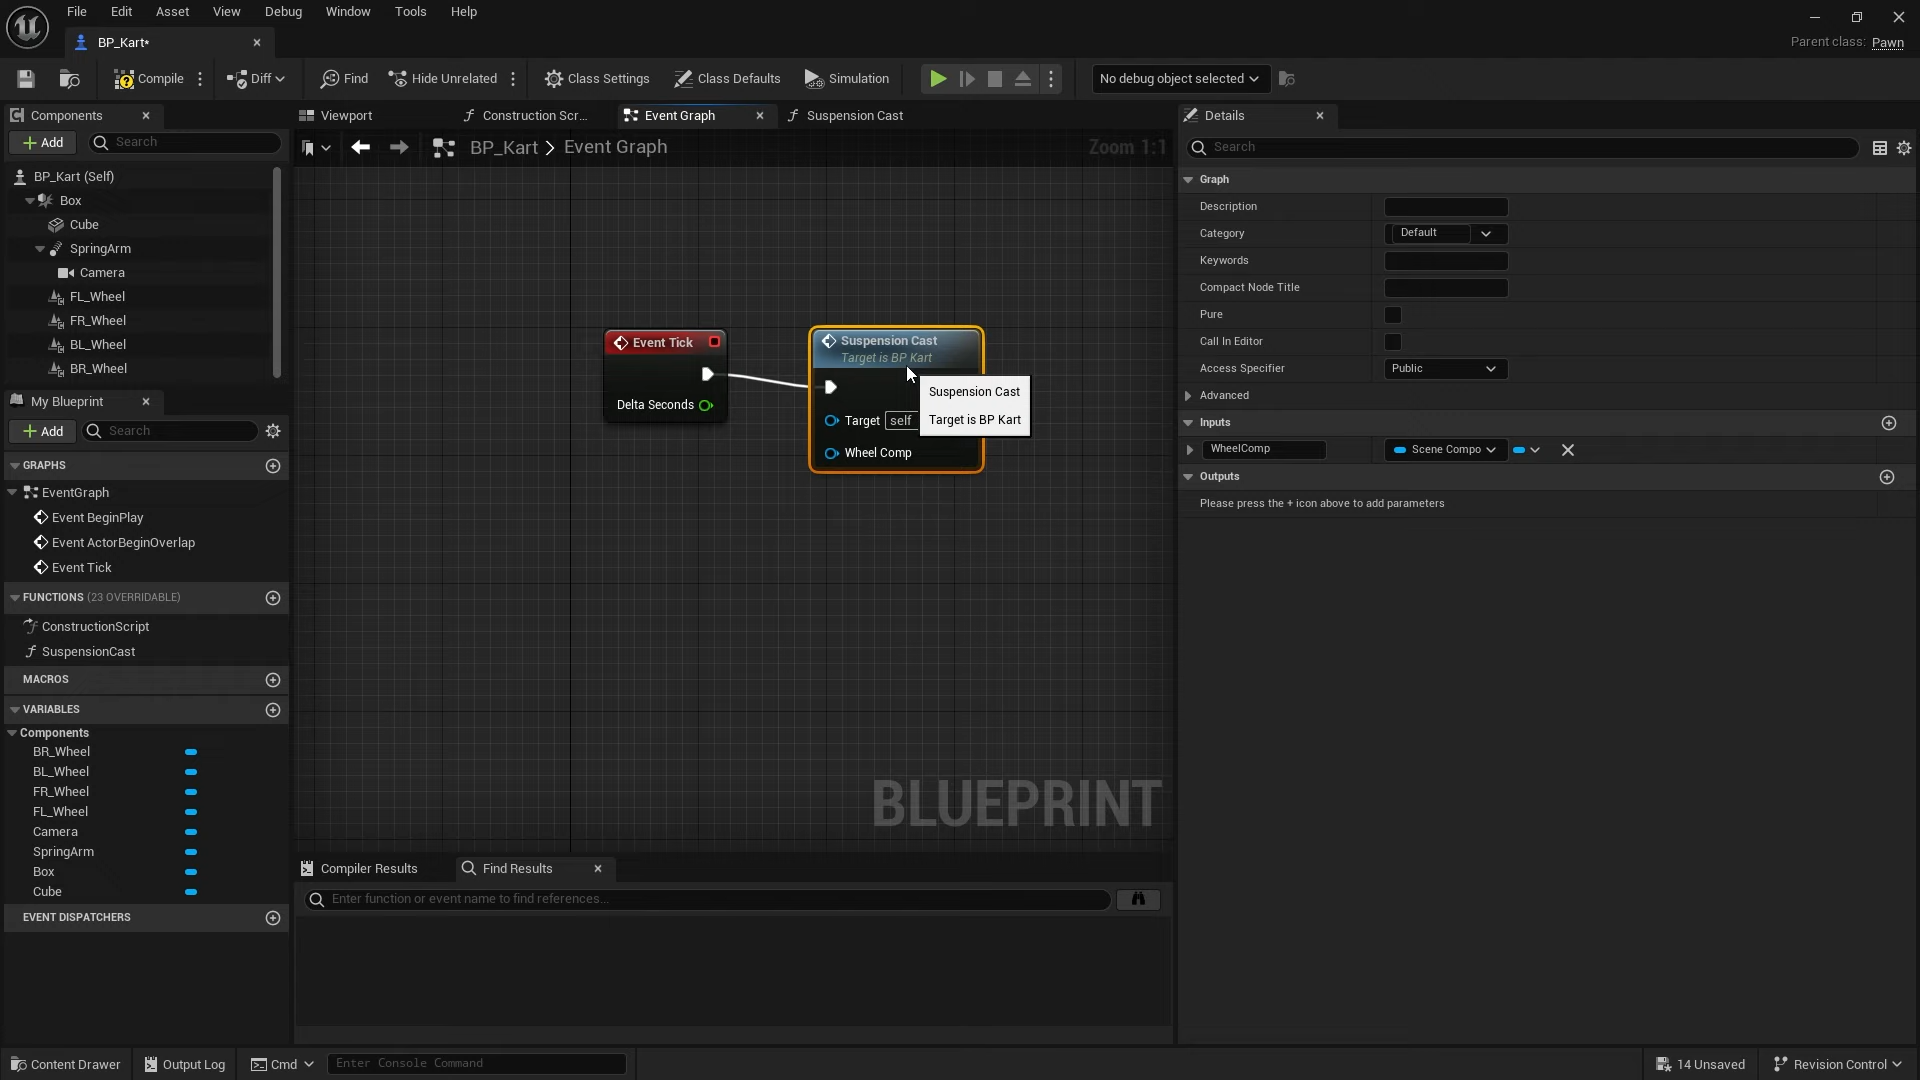 File Edit Asset View Debug Window Tools Help
BP_Kart*
Parent class: Pawn
Compile Diff Find Hide Unrelated Class Settings Class Defaults Simulation No debug object selected
Components
Add Search
BP_Kart (Self)
Box
Cube
SpringArm
Camera
FL_Wheel
FR_Wheel
BL_Wheel
BR_Wheel
My Blueprint
Add Search
GRAPHS
EventGraph
Event BeginPlay
Event ActorBeginOverlap
Event Tick
FUNCTIONS (23 OVERRIDABLE)
ConstructionScript
SuspensionCast
MACROS
VARIABLES
Components
BR_Wheel
BL_Wheel
FR_Wheel
FL_Wheel
Camera
SpringArm
Box
Cube
EVENT DISPATCHERS
Viewport Construction Scr... Event Graph Suspension Cast
BP_Kart > Event Graph Zoom 1:1
Event Tick
Delta Seconds
Suspension Cast
Target is BP Kart
Target self
Wheel Comp
Suspension Cast
Target is BP Kart
BLUEPRINT
Compiler Results Find Results
Enter function or event name to find references...
Details
Search
Graph
Description
Category Default
Keywords
Compact Node Title
Pure
Call In Editor
Access Specifier Public
Advanced
Inputs
WheelComp Scene Compo
Outputs
Please press the + icon above to add parameters
Content Drawer Output Log Cmd Enter Console Command 14 Unsaved Revision Control